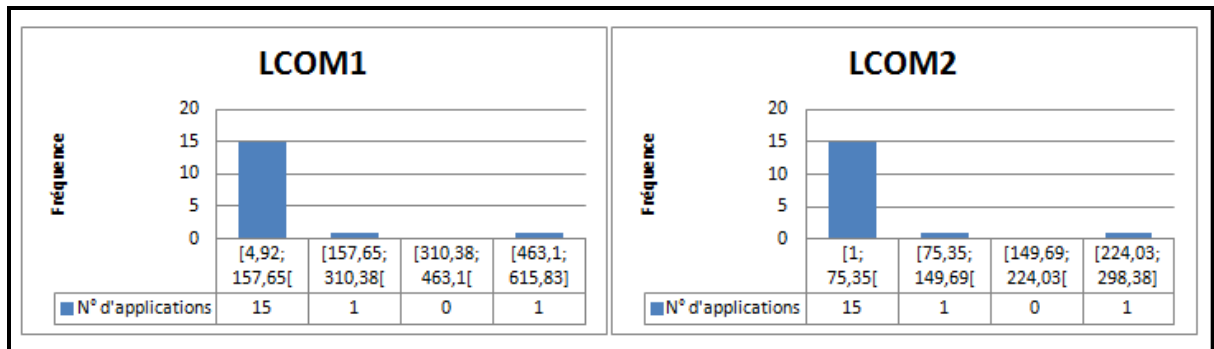 LCOM1
Fréquence
20
15
10
5
0
[4,92; [157,65; [310,38; [463,1;
157,65[ 310,38[ 463,1[ 615,83]
N° d'applications 15 1 0 1
LCOM2
Fréquence
20
15
10
5
0
[1; [75,35; [149,69; [224,03;
75,35[ 149,69[ 224,03[ 298,38]
N° d'applications 15 1 0 1